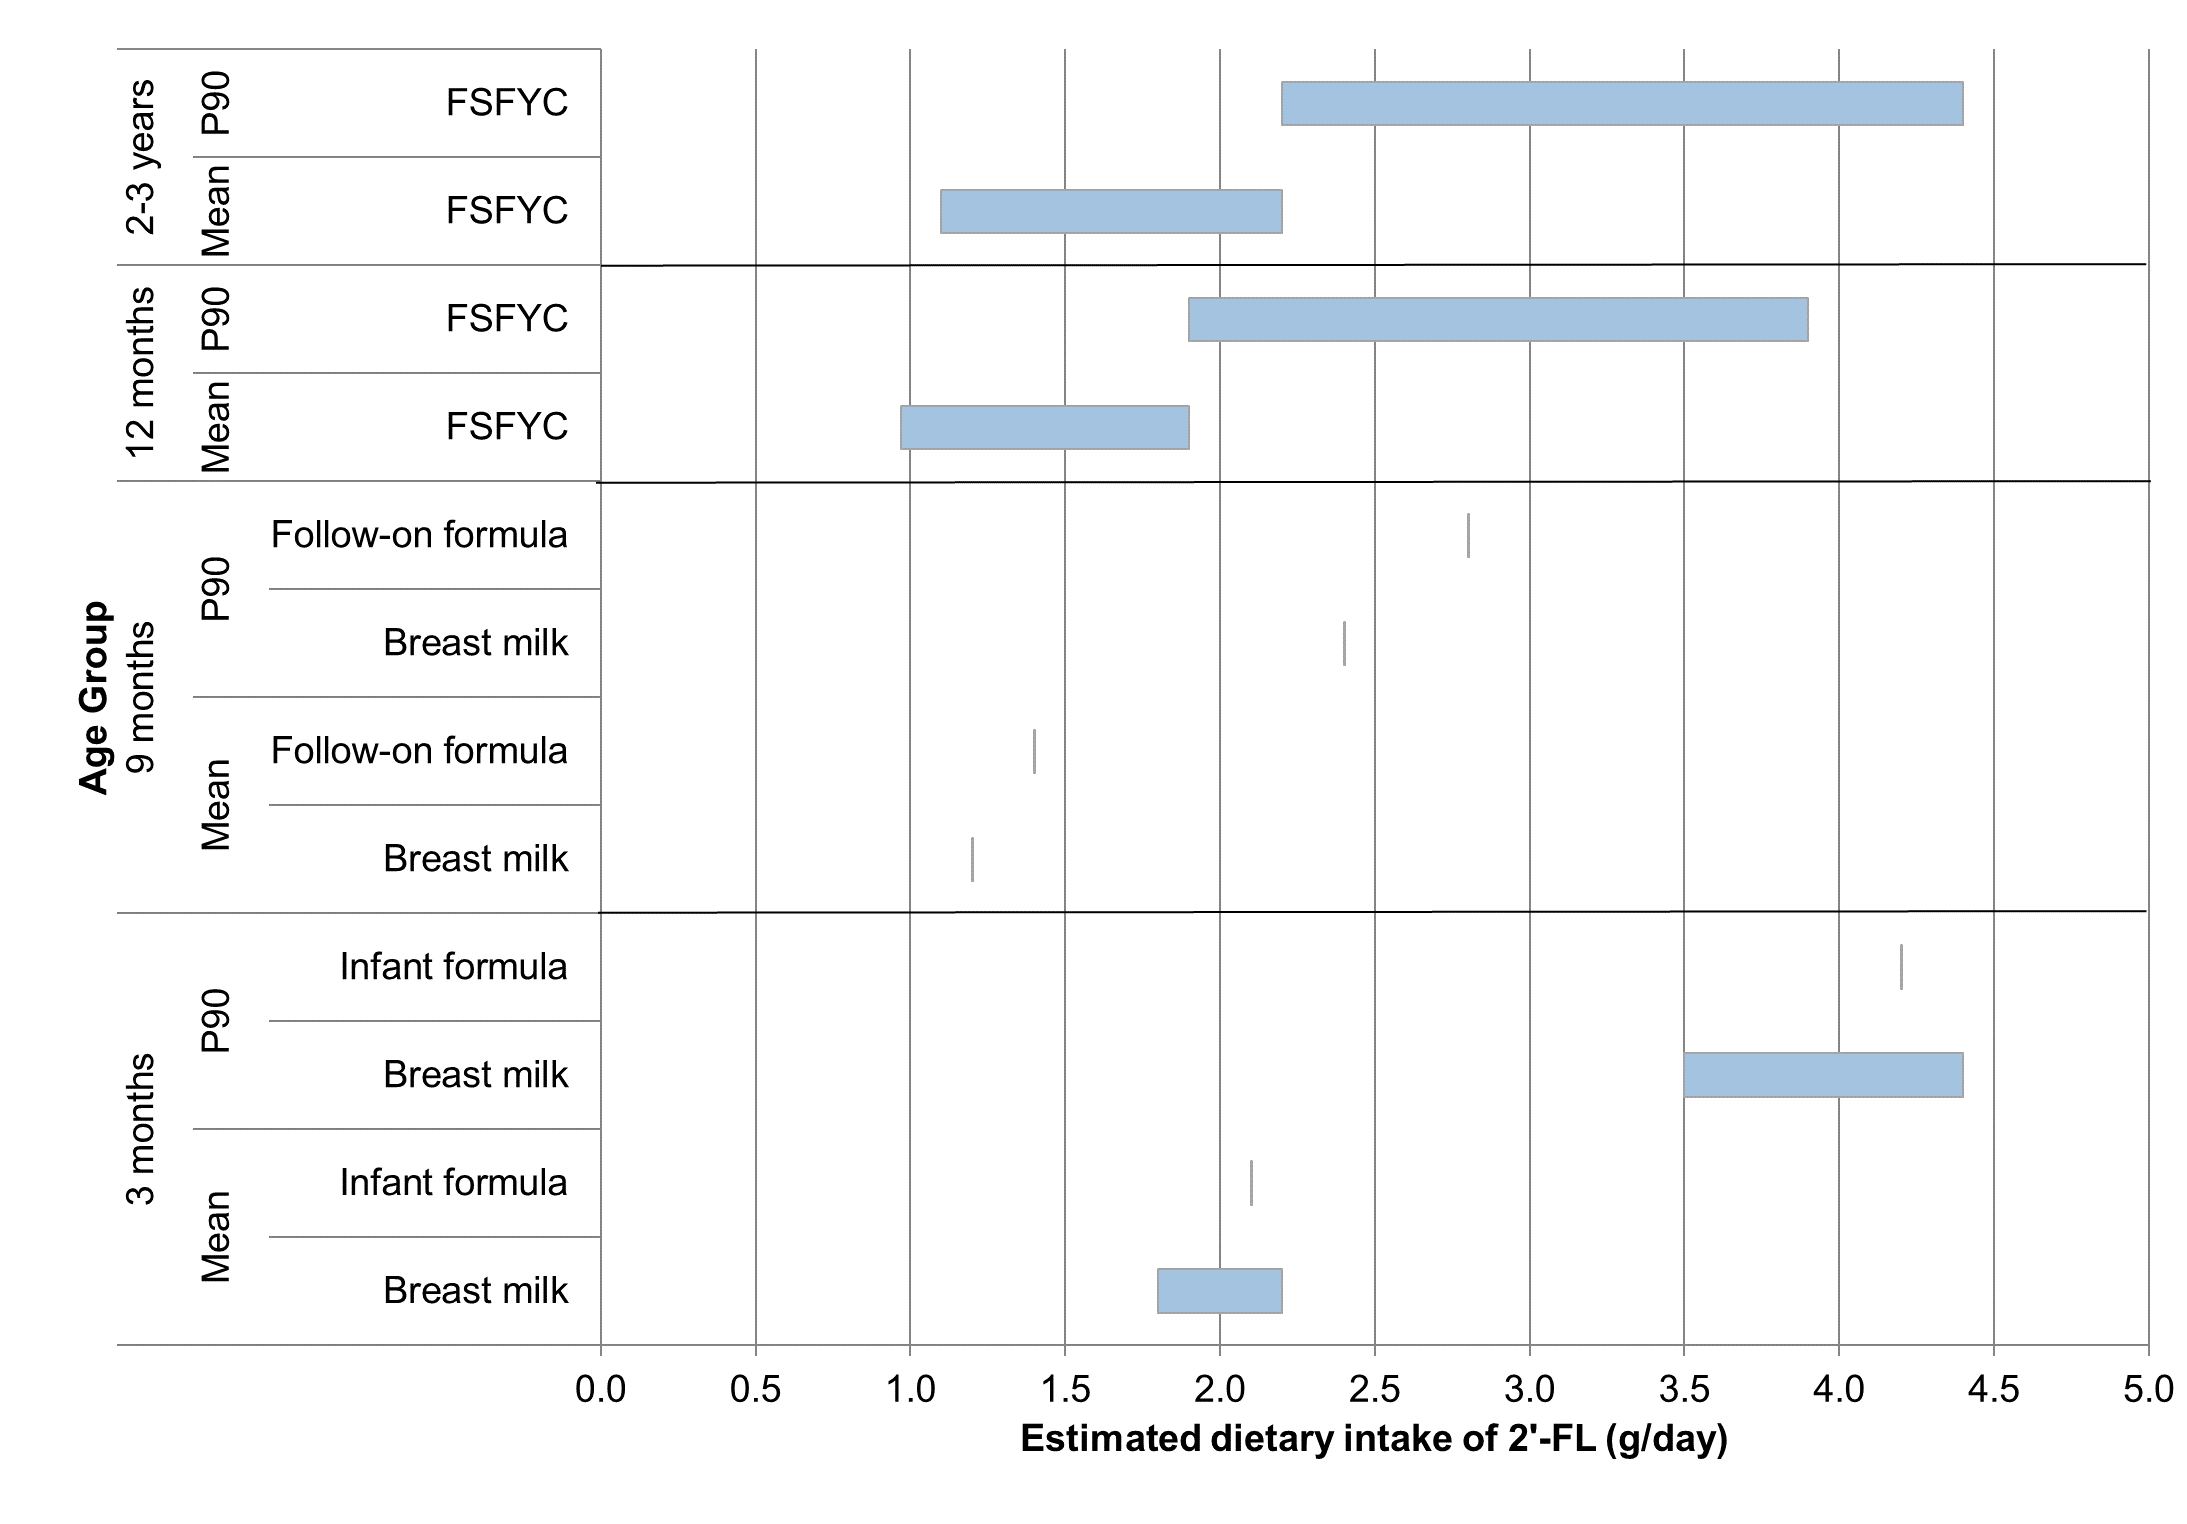 Age Group
2-3 years
P90
FSFYC
Mean
FSFYC
12 months
P90
FSFYC
Mean
FSFYC
9 months
P90
Follow-on formula
Breast milk
Mean
Follow-on formula
Breast milk
3 months
P90
Infant formula
Breast milk
Mean
Infant formula
Breast milk
0.0 0.5 1.0 1.5 2.0 2.5 3.0 3.5 4.0 4.5 5.0
Estimated dietary intake of 2'-FL (g/day)